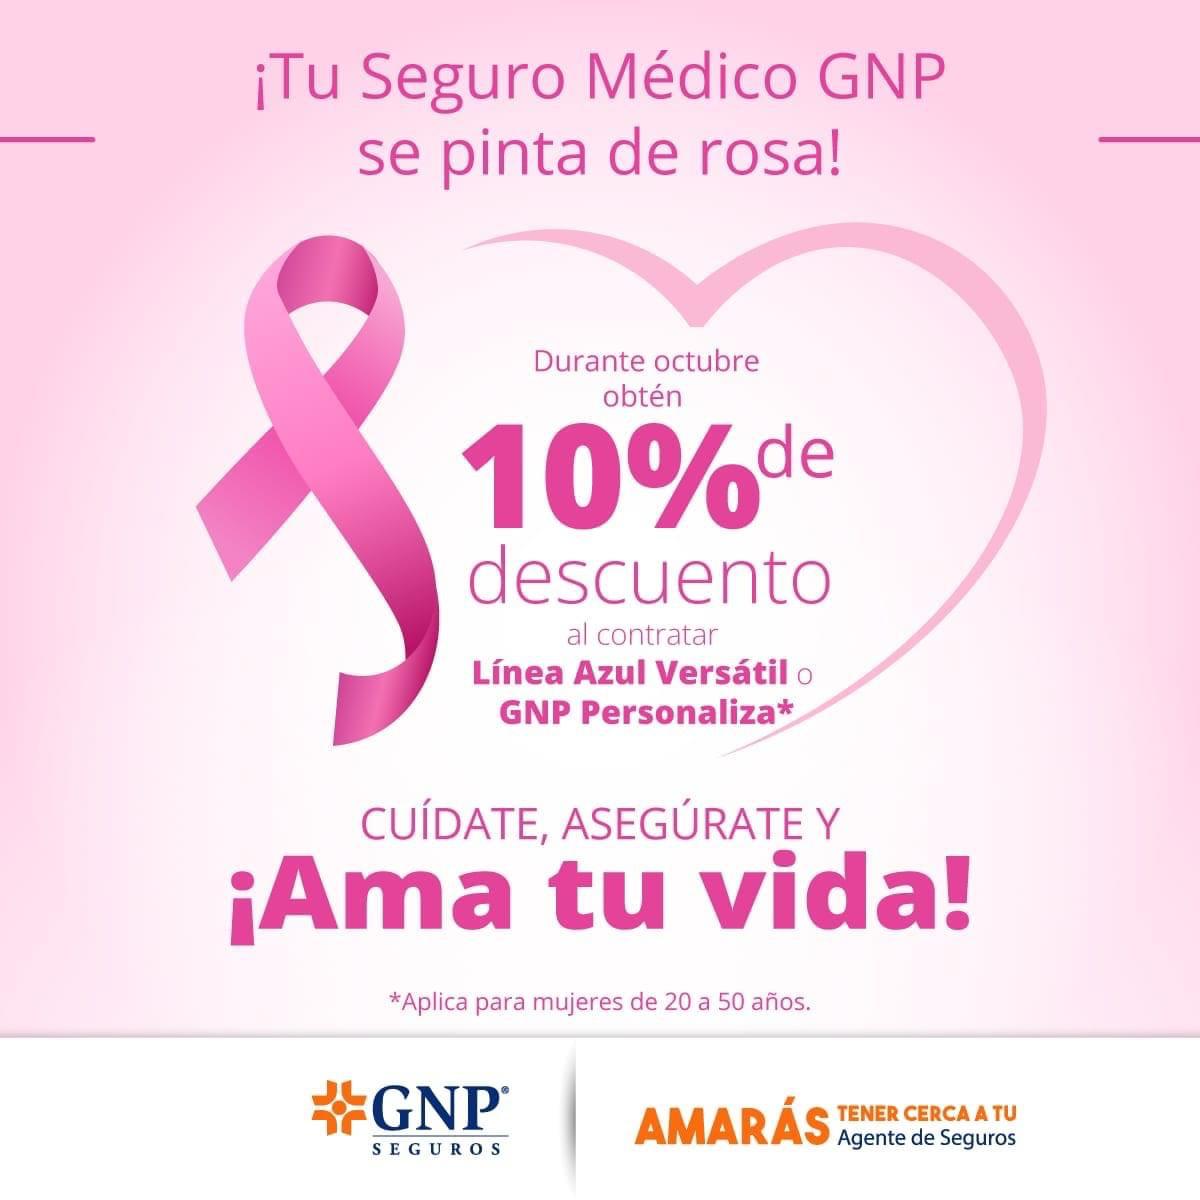 ¡Tu Seguro Médico GNP
se pinta de rosa!
Durante octubre
obtén
10% de
descuento
al contratar
Línea Azul Versátil o
GNP Personaliza*
CUÍDATE, ASEGÚRATE Y
¡Ama tu vida!
*Aplica para mujeres de 20 a 50 años.
GNP®
SEGUROS
AMARÁS TENER CERCA A TU
Agente de Seguros